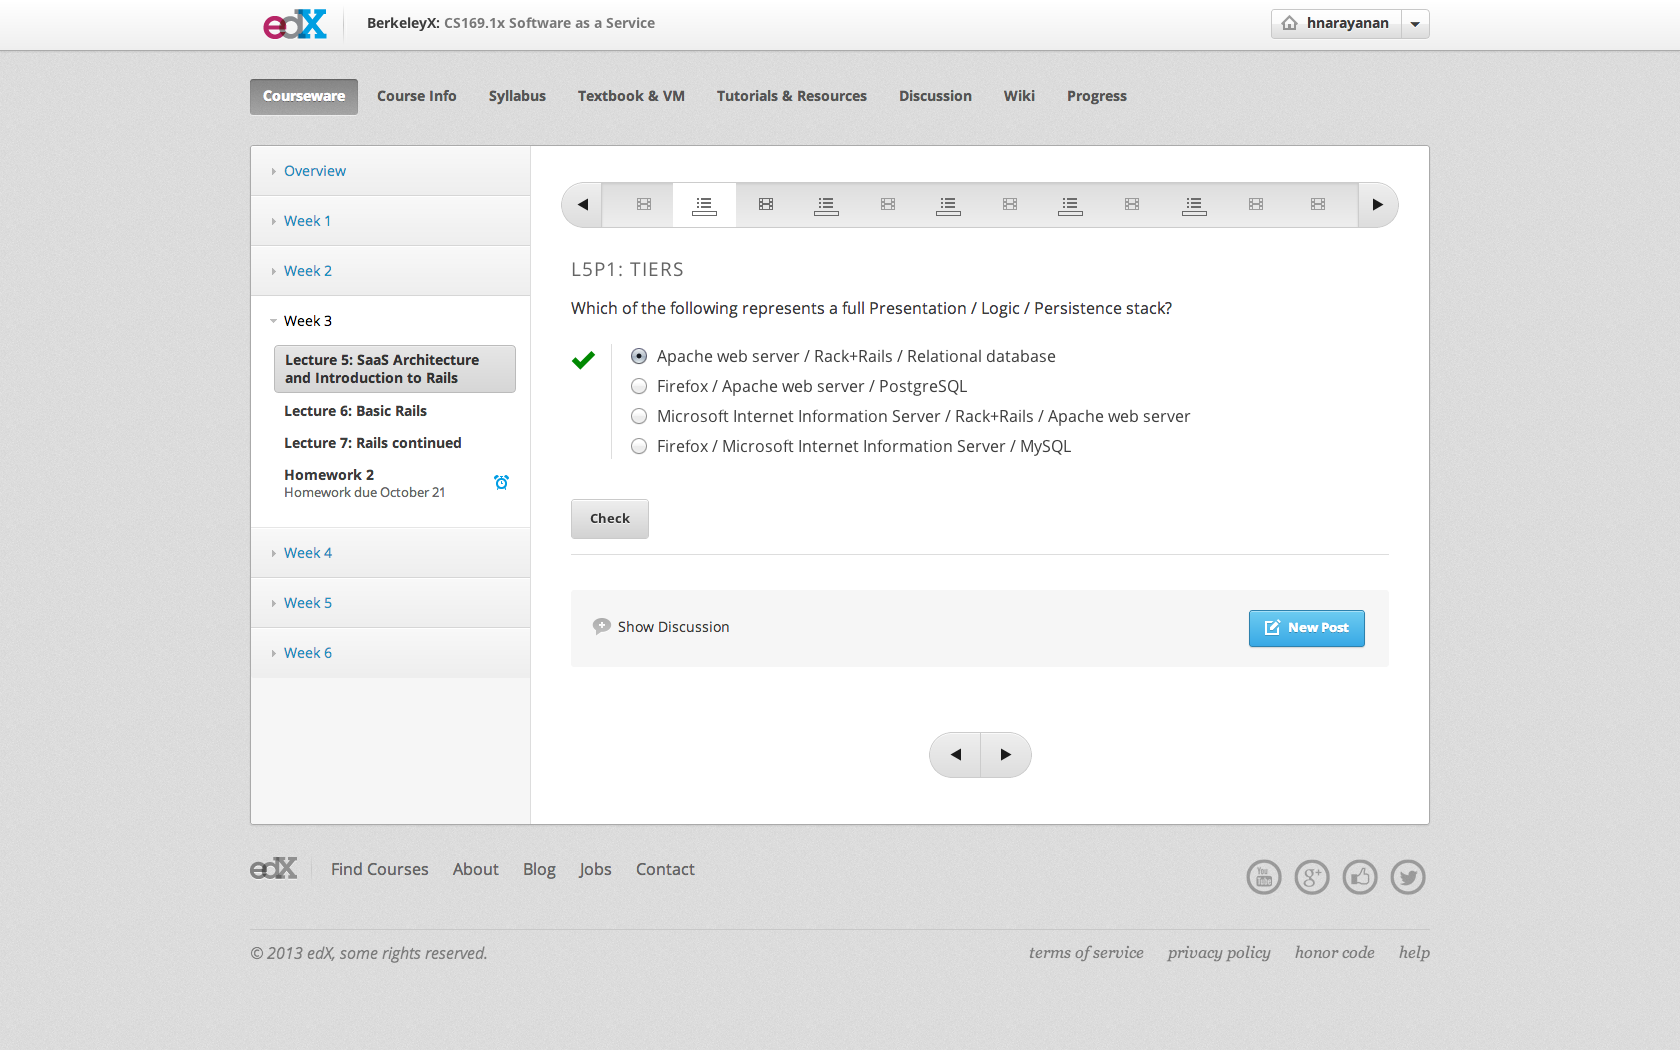 edX
BerkeleyX: CS169.1x Software as a Service
hnarayanan
Courseware
Course Info
Syllabus
Textbook & VM
Tutorials & Resources
Discussion
Wiki
Progress
Overview
Week 1
Week 2
Week 3
Lecture 5: SaaS Architecture
and Introduction to Rails
Lecture 6: Basic Rails
Lecture 7: Rails continued
Homework 2
Homework due October 21
Week 4
Week 5
Week 6
L5P1: TIERS
Which of the following represents a full Presentation / Logic / Persistence stack?
Apache web server / Rack+Rails / Relational database
Firefox / Apache web server / PostgreSQL
Microsoft Internet Information Server / Rack+Rails / Apache web server
Firefox / Microsoft Internet Information Server / MySQL
Check
Show Discussion
New Post
edX
Find Courses
About
Blog
Jobs
Contact
You Tube
g+
© 2013 edX, some rights reserved.
terms of service
privacy policy
honor code
help